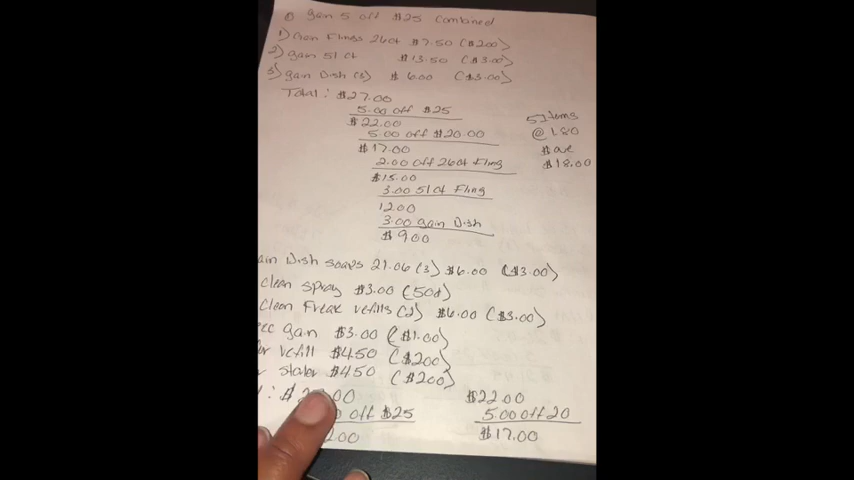 ① Gain 5 off $25 Combined
1) Gain Flings 26ct $7.50 ($2.00)
2) gain 51 ct $13.50 ($3.00)
3) gain Dish (3) $6.00 ($3.00)
Total: $27.00
5.00 off $25
$22.00
5.00 off $20.00
$17.00
2.00 off 26ct Fling
$15.00
3.00 51ct Fling
12.00
3.00 gain Dish
$9.00
5 Items
@ 1.80
$ave
$18.00
ain Dish soaps 21.06 (3) $6.00 ($3.00)
clean spray $3.00 (50¢)
Clean Freak refills (2) $6.00 ($3.00)
gain $3.00 ($1.00)
refill $4.50 ($2.00)
$4.50 ($2.00)
off $25
$22.00
5.00 off 20
$17.00